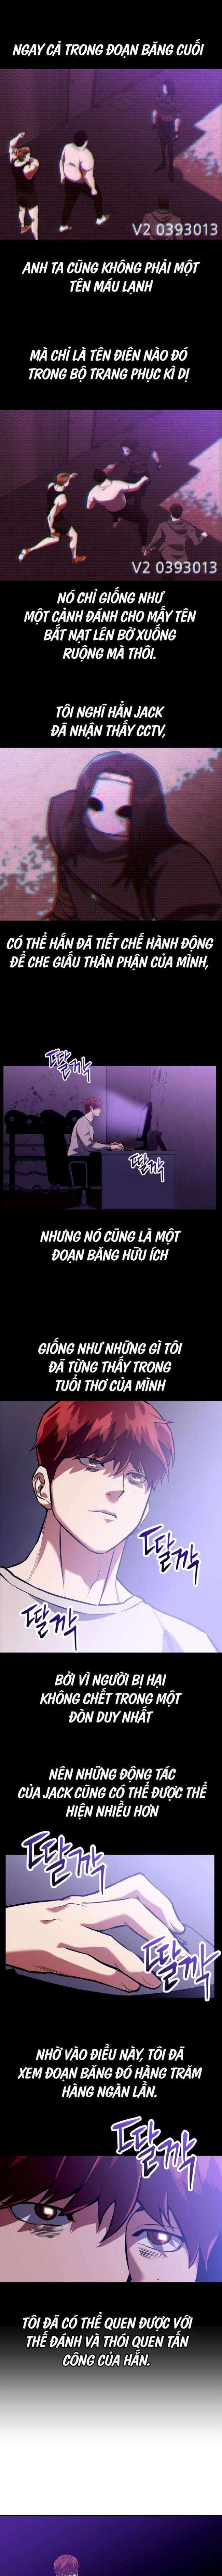 NGAY CẢ TRONG ĐOẠN BĂNG CUỐI
V2 0393013
ANH TA CŨNG KHÔNG PHẢI MỘT
TÊN MÁU LẠNH
MÀ CHỈ LÀ TÊN ĐIÊN NÀO ĐÓ
TRONG BỘ TRANG PHỤC KÌ DỊ
V2 0393013
NÓ CHỈ GIỐNG NHƯ
MỘT CẢNH ĐÁNH CHO MẤY TÊN
BẮT NẠT LÊN BỜ XUỐNG
RUỘNG MÀ THÔI.
TÔI NGHĨ HẲN JACK
ĐÃ NHẬN THẤY CCTV,
CÓ THỂ HẮN ĐÃ TIẾT CHẾ HÀNH ĐỘNG
ĐỂ CHE GIẤU THÂN PHẬN CỦA MÌNH,
딸깍
딸깍
NHƯNG NÓ CŨNG LÀ MỘT
ĐOẠN BĂNG HỮU ÍCH
GIỐNG NHƯ NHỮNG GÌ TÔI
ĐÃ TỪNG THẤY TRONG
TUỔI THƠ CỦA MÌNH
딸깍
딸깍
BỞI VÌ NGƯỜI BỊ HẠI
KHÔNG CHẾT TRONG MỘT
ĐÒN DUY NHẤT
NÊN NHỮNG ĐỘNG TÁC
CỦA JACK CŨNG CÓ THỂ ĐƯỢC THỂ
HIỆN NHIỀU HƠN
딸깍
딸깍
NHỜ VÀO ĐIỀU NÀY. TÔI ĐÃ
XEM ĐOẠN BĂNG ĐÓ HÀNG TRĂM
HÀNG NGÀN LẦN.
딸깍
TÔI ĐÃ CÓ THỂ QUEN ĐƯỢC VỚI
THẾ ĐÁNH VÀ THÓI QUEN TẤN
CÔNG CỦA HẮN.